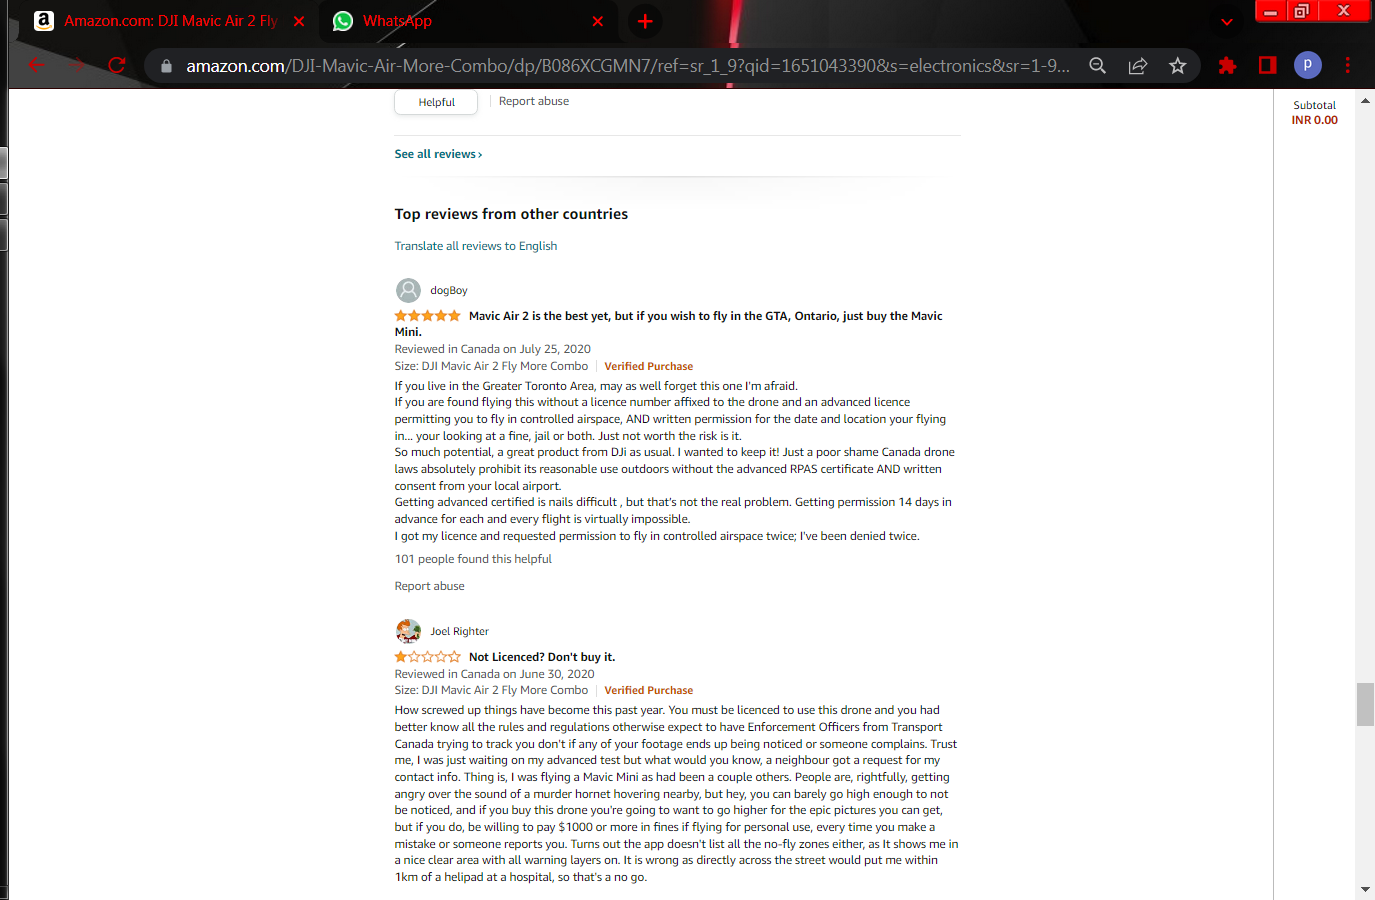 Amazon.com: DJI Mavic Air 2 Fly
WhatsApp
amazon.com/DJI-Mavic-Air-More-Combo/dp/B086XCGMN7/ref=sr_1_9?qid=1651043390&s=electronics&sr=1-9...
P
Helpful
Report abuse
Subtotal
INR 0.00
See all reviews ›
Top reviews from other countries
Translate all reviews to English
dogBoy
Mavic Air 2 is the best yet, but if you wish to fly in the GTA, Ontario, just buy the Mavic
Mini.
Reviewed in Canada on July 25, 2020
Size: DJI Mavic Air 2 Fly More Combo | Verified Purchase
If you live in the Greater Toronto Area, may as well forget this one I'm afraid.
If you are found flying this without a licence number affixed to the drone and an advanced licence
permitting you to fly in controlled airspace, AND written permission for the date and location your flying
in... your looking at a fine, jail or both. Just not worth the risk is it.
So much potential, a great product from DJi as usual. I wanted to keep it! Just a poor shame Canada drone
laws absolutely prohibit its reasonable use outdoors without the advanced RPAS certificate AND written
consent from your local airport.
Getting advanced certified is nails difficult , but that's not the real problem. Getting permission 14 days in
advance for each and every flight is virtually impossible.
I got my licence and requested permission to fly in controlled airspace twice; I've been denied twice.
101 people found this helpful
Report abuse
Joel Righter
Not Licenced? Don't buy it.
Reviewed in Canada on June 30, 2020
Size: DJI Mavic Air 2 Fly More Combo | Verified Purchase
How screwed up things have become this past year. You must be licenced to use this drone and you had
better know all the rules and regulations otherwise expect to have Enforcement Officers from Transport
Canada trying to track you don't if any of your footage ends up being noticed or someone complains. Trust
me, I was just waiting on my advanced test but what would you know, a neighbour got a request for my
contact info. Thing is, I was flying a Mavic Mini as had been a couple others. People are, rightfully, getting
angry over the sound of a murder hornet hovering nearby, but hey, you can barely go high enough to not
be noticed, and if you buy this drone you're going to want to go higher for the epic pictures you can get,
but if you do, be willing to pay $1000 or more in fines if flying for personal use, every time you make a
mistake or someone reports you. Turns out the app doesn't list all the no-fly zones either, as It shows me in
a nice clear area with all warning layers on. It is wrong as directly across the street would put me within
1km of a helipad at a hospital, so that's a no go.